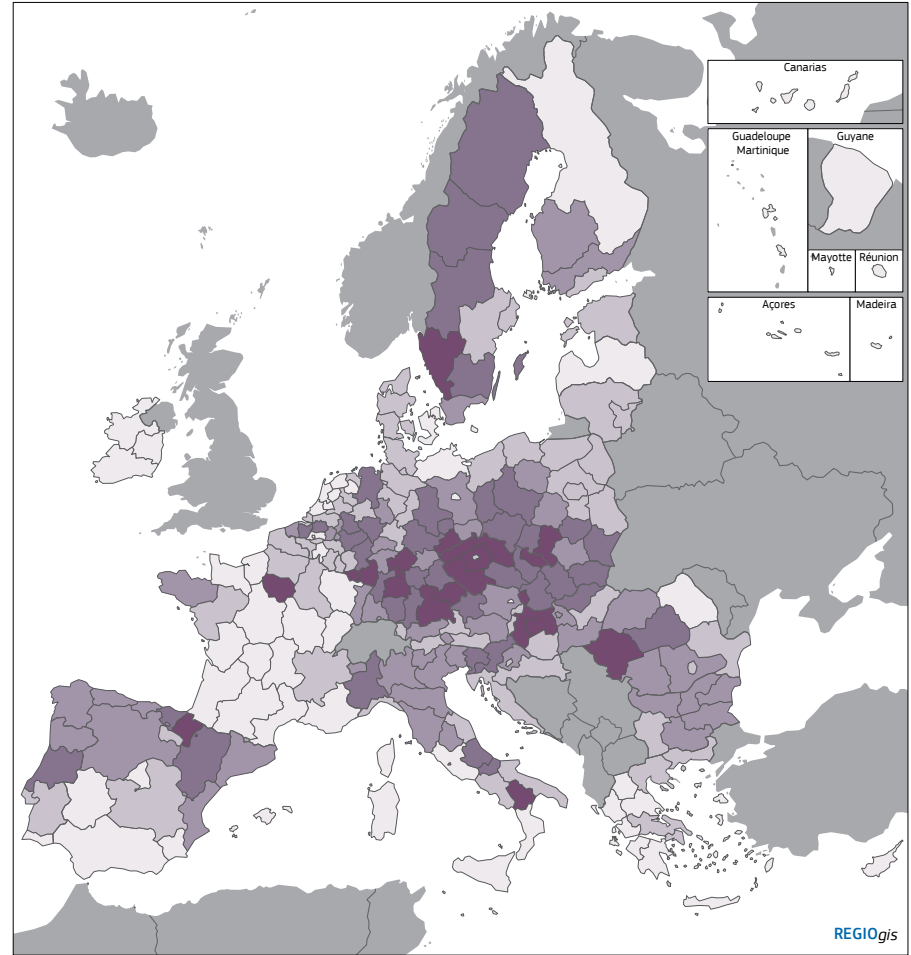 Canarias
Guadeloupe
Martinique
Guyane
Mayotte
Réunion
Açores
Madeira
REGIOgis